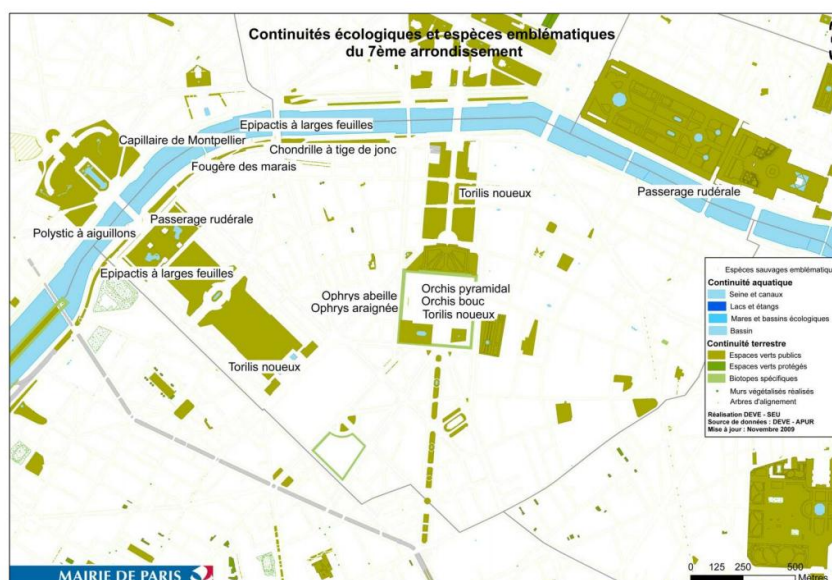 Continuités écologiques et espèces emblématiques
du 7ème arrondissement
Epipactis à larges feuilles
Capillaire de Montpellier
Chondrille à tige de jonc
Fougère des marais
Torilis noueux
Passerage rudérale
Passerage rudérale
Polystic à aiguillons
Epipactis à larges feuilles
Ophrys abeille
Ophrys araignée
Orchis pyramidal
Orchis bouc
Torilis noueux
Torilis noueux
Espèces sauvages emblématiqu
Continuité aquatique
Seine et canaux
Lacs et étangs
Mares et bassins écologiques
Bassin
Continuité terrestre
Espaces verts publics
Espaces verts protégés
Biotopes spécifiques
Murs végétalisés réalisés
Arbres d'alignement
Réalisation DEVE - SEU
Source de données : DEVE - APUR
Mise à jour : Novembre 2009
0 125 250 500
Mètres
MAIRIE DE PARIS